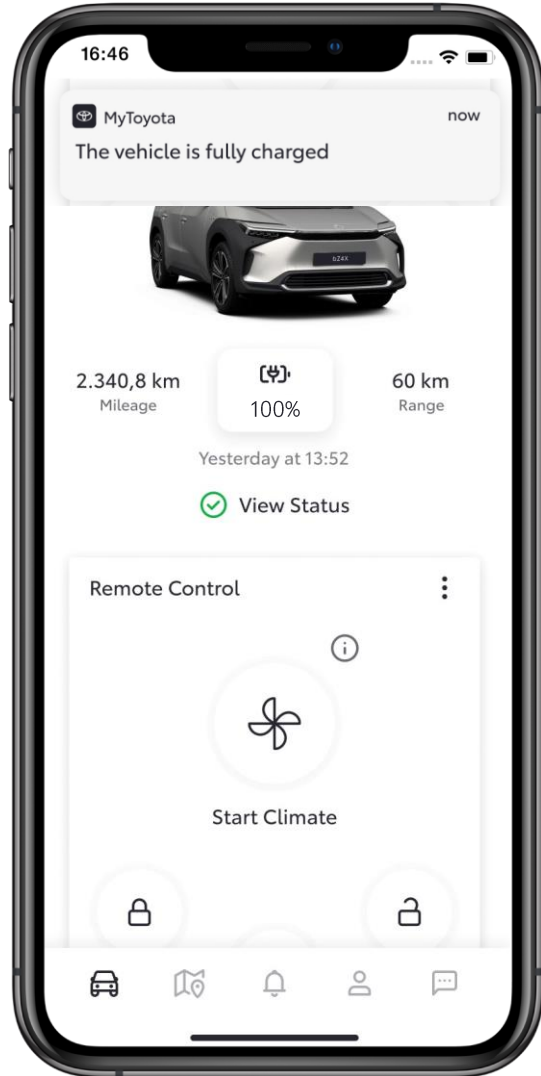 16:46
MyToyota
now
The vehicle is fully charged
bZ4X
2.340,8 km
100%
60 km
Mileage
Range
Yesterday at 13:52
View Status
Remote Control
Start Climate